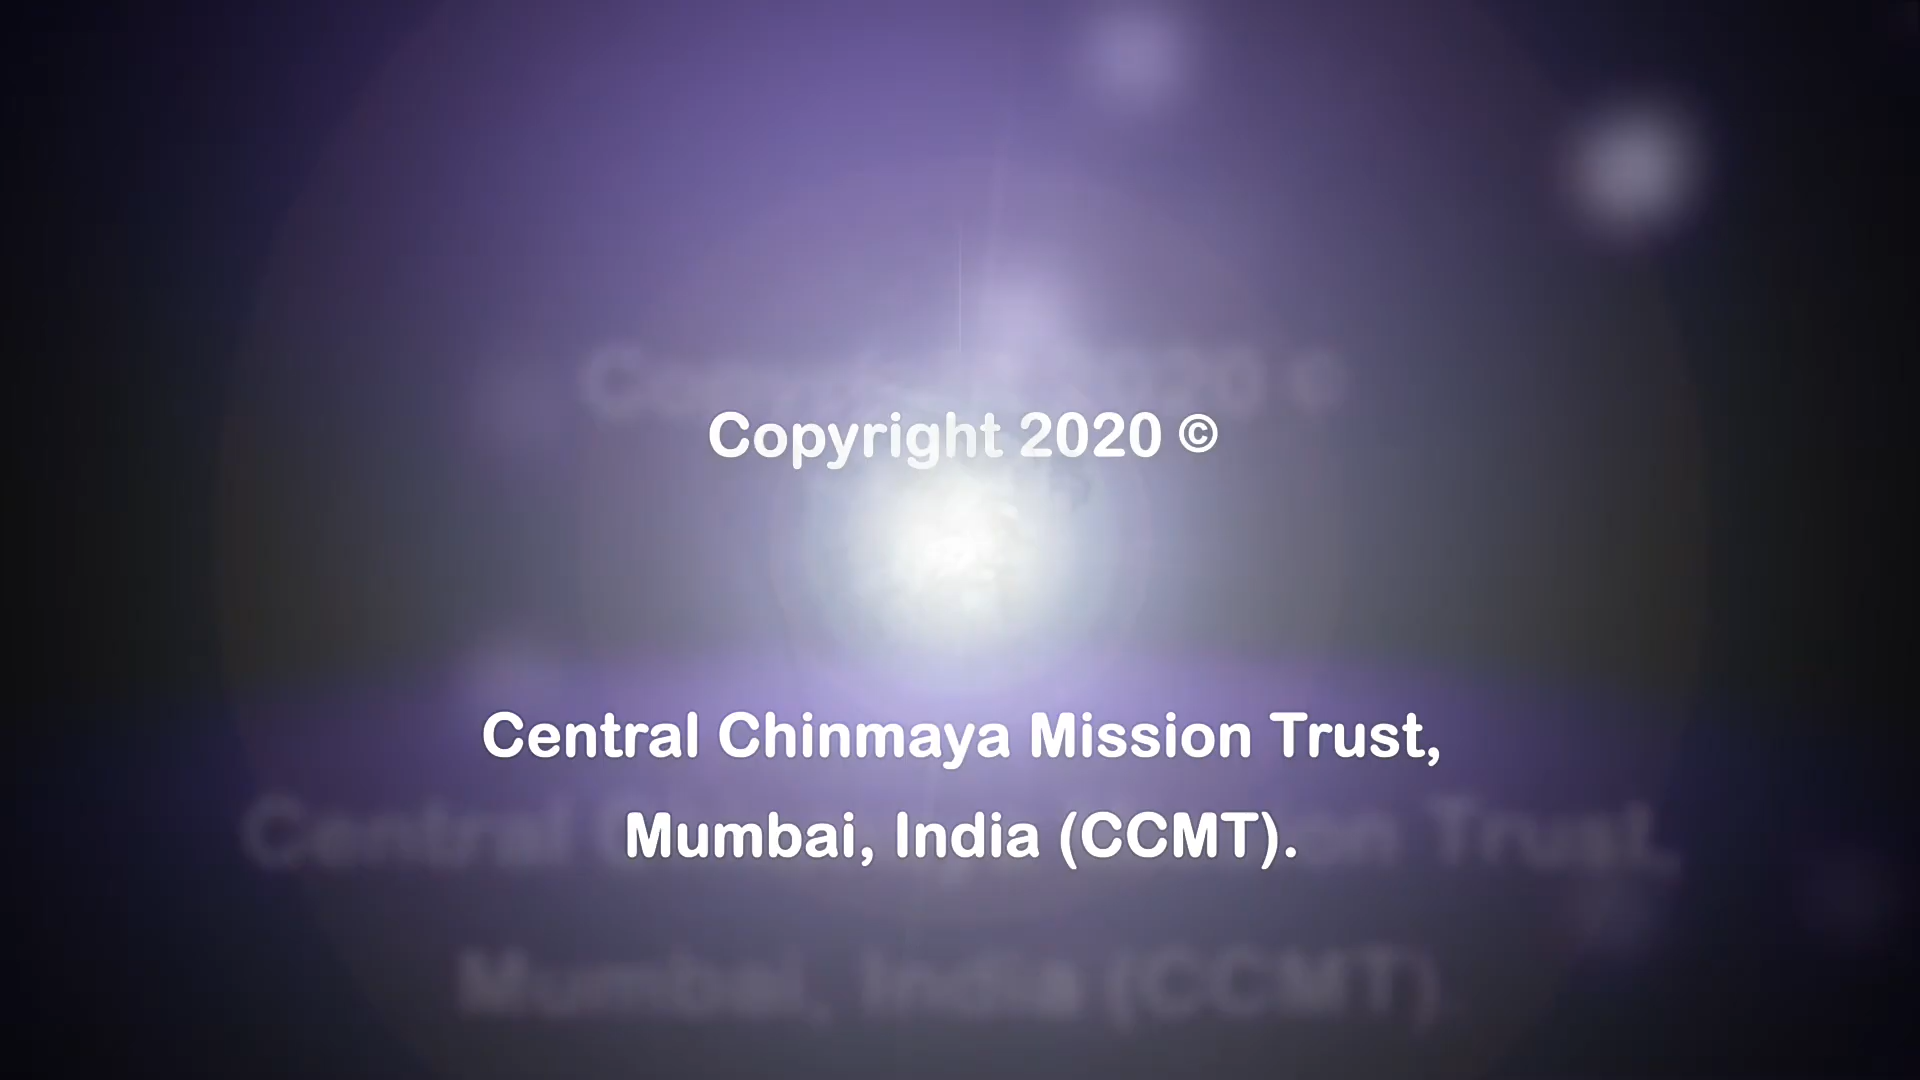 Copyright 2020 ©
Central Chinmaya Mission Trust,
Mumbai, India (CCMT).